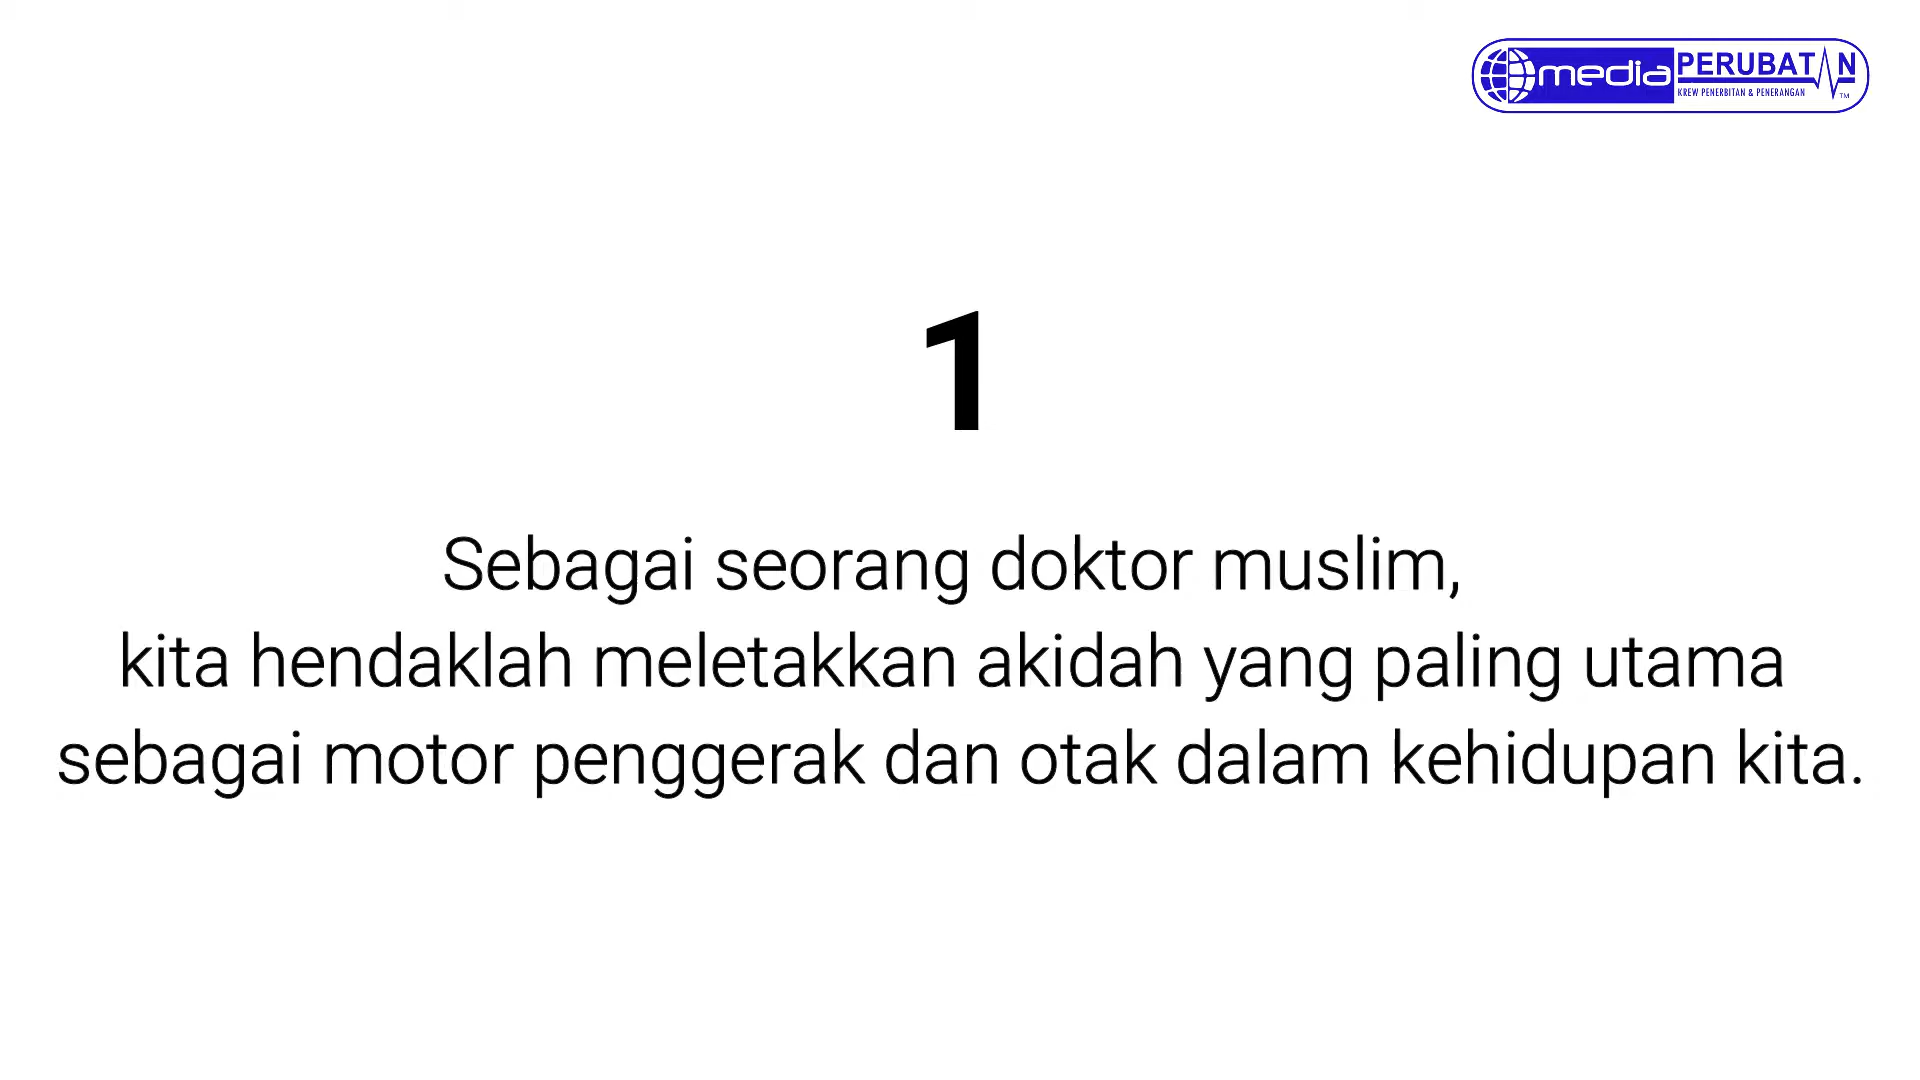 media PERUBATAN
KREW PENERBITAN & PENERANGAN TM
1
Sebagai seorang doktor muslim,
kita hendaklah meletakkan akidah yang paling utama
sebagai motor penggerak dan otak dalam kehidupan kita.